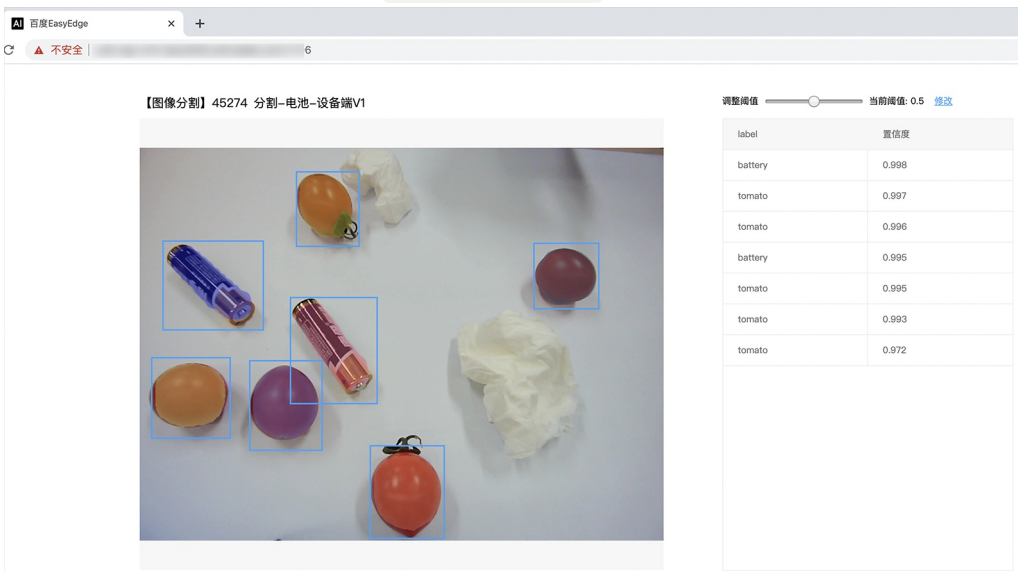 AI 百度EasyEdge
不安全 6
【图像分割】45274 分割-电池-设备端V1
调整阈值 当前阈值: 0.5 修改
label 置信度
battery 0.998
tomato 0.997
tomato 0.996
battery 0.995
tomato 0.995
tomato 0.993
tomato 0.972